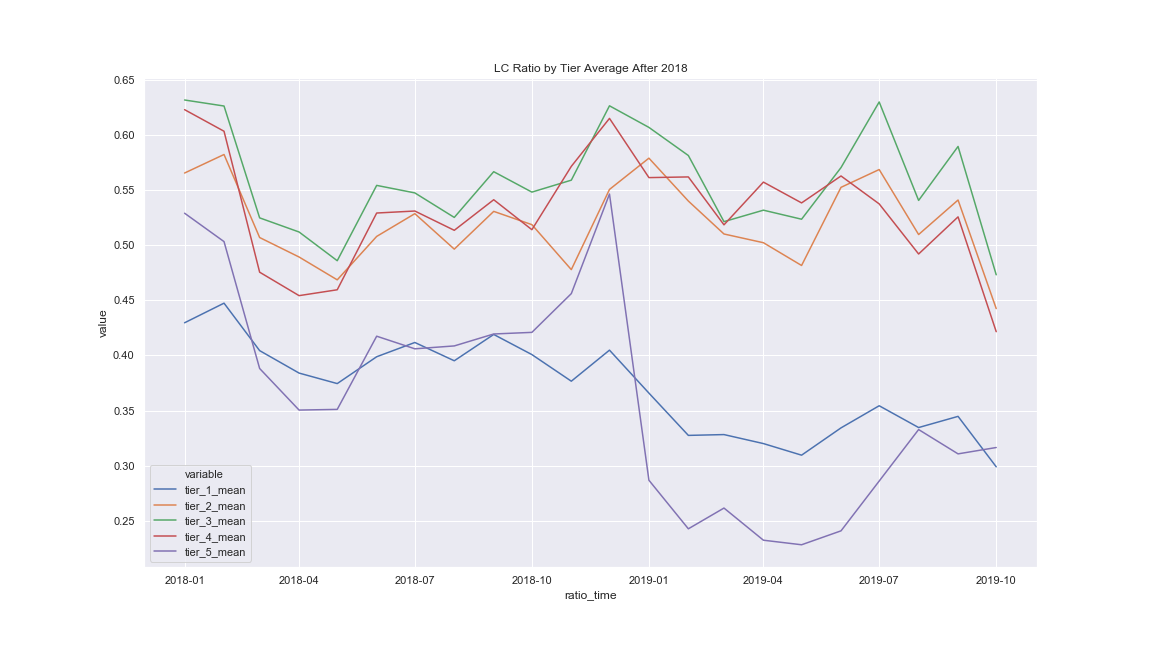 LC Ratio by Tier Average After 2018
0.65
0.60
0.55
0.50
0.45
0.40
0.35
0.30
0.25
value
variable
tier_1_mean
tier_2_mean
tier_3_mean
tier_4_mean
tier_5_mean
2018-01 2018-04 2018-07 2018-10 2019-01 2019-04 2019-07 2019-10
ratio_time